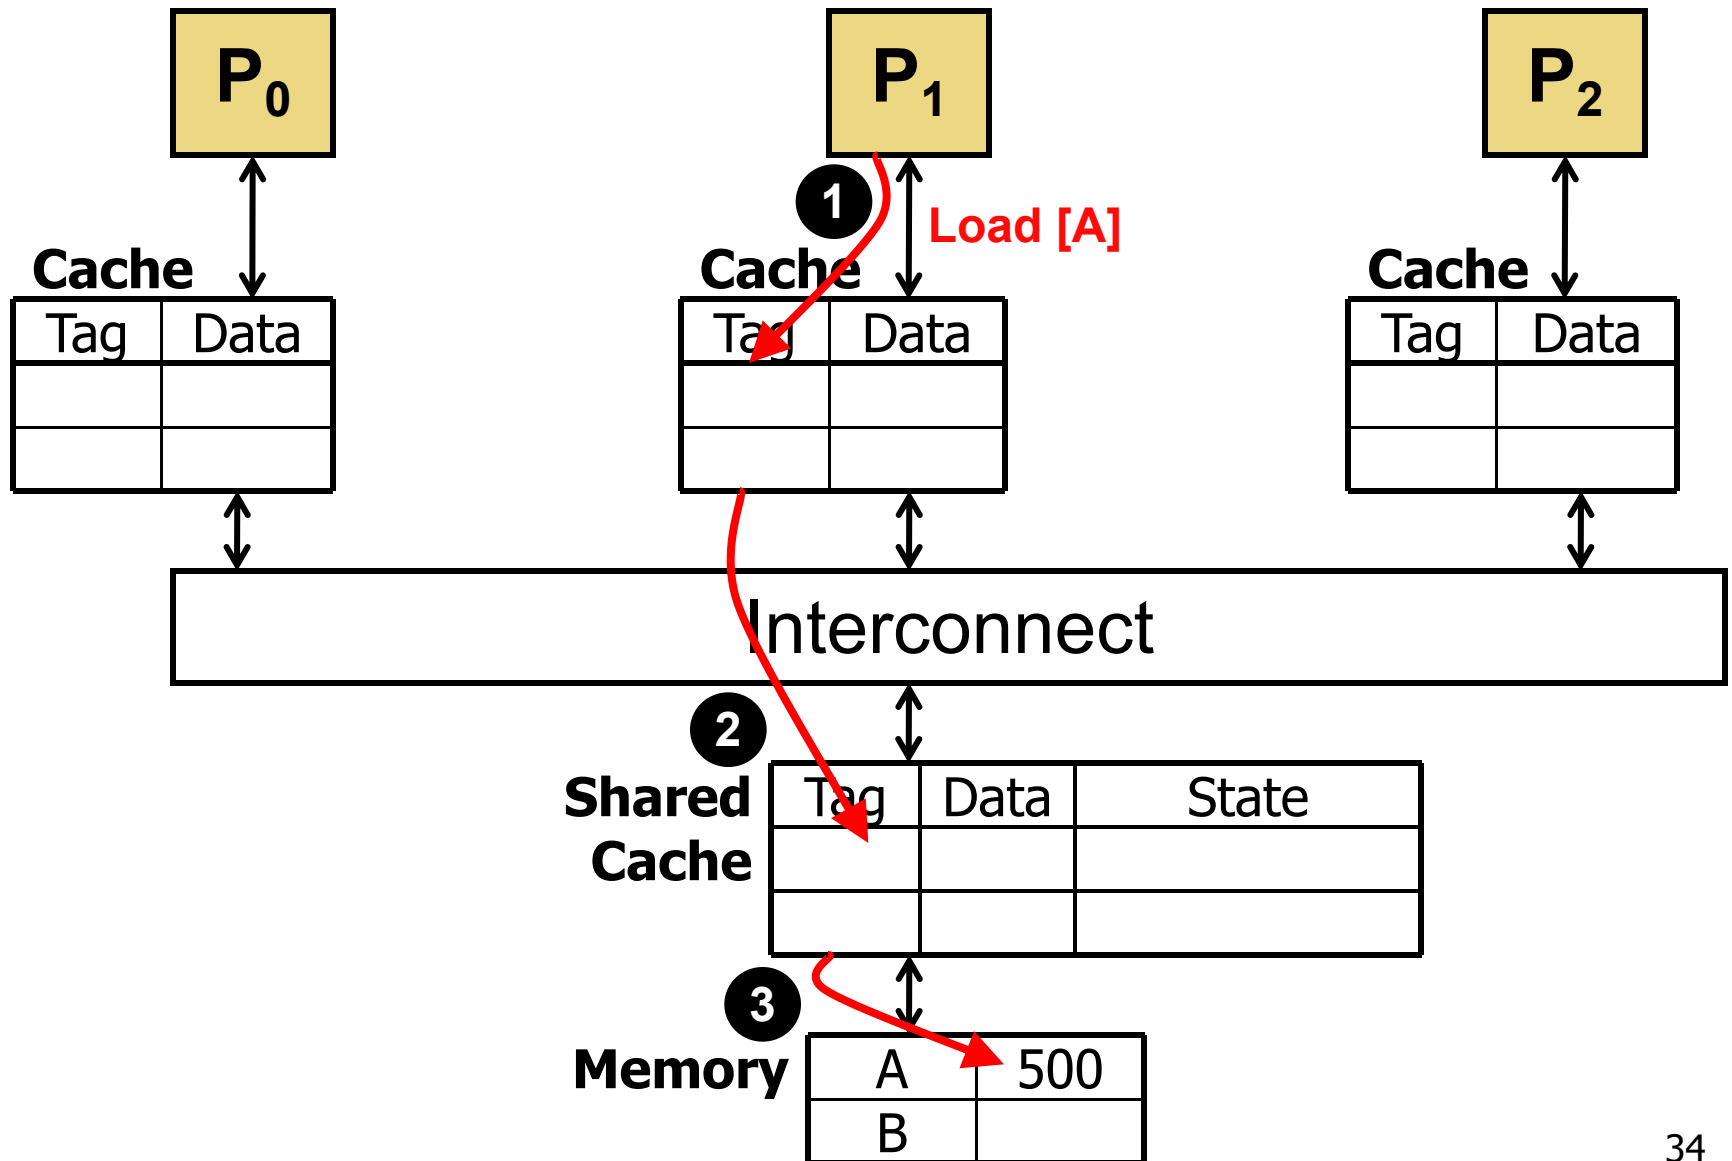 P0 P1 P2
1
Load [A]
Cache Cache Cache
Tag Data Tag Data Tag Data
Interconnect
2
Shared Cache
Tag Data State
3
Memory
A 500
B
34